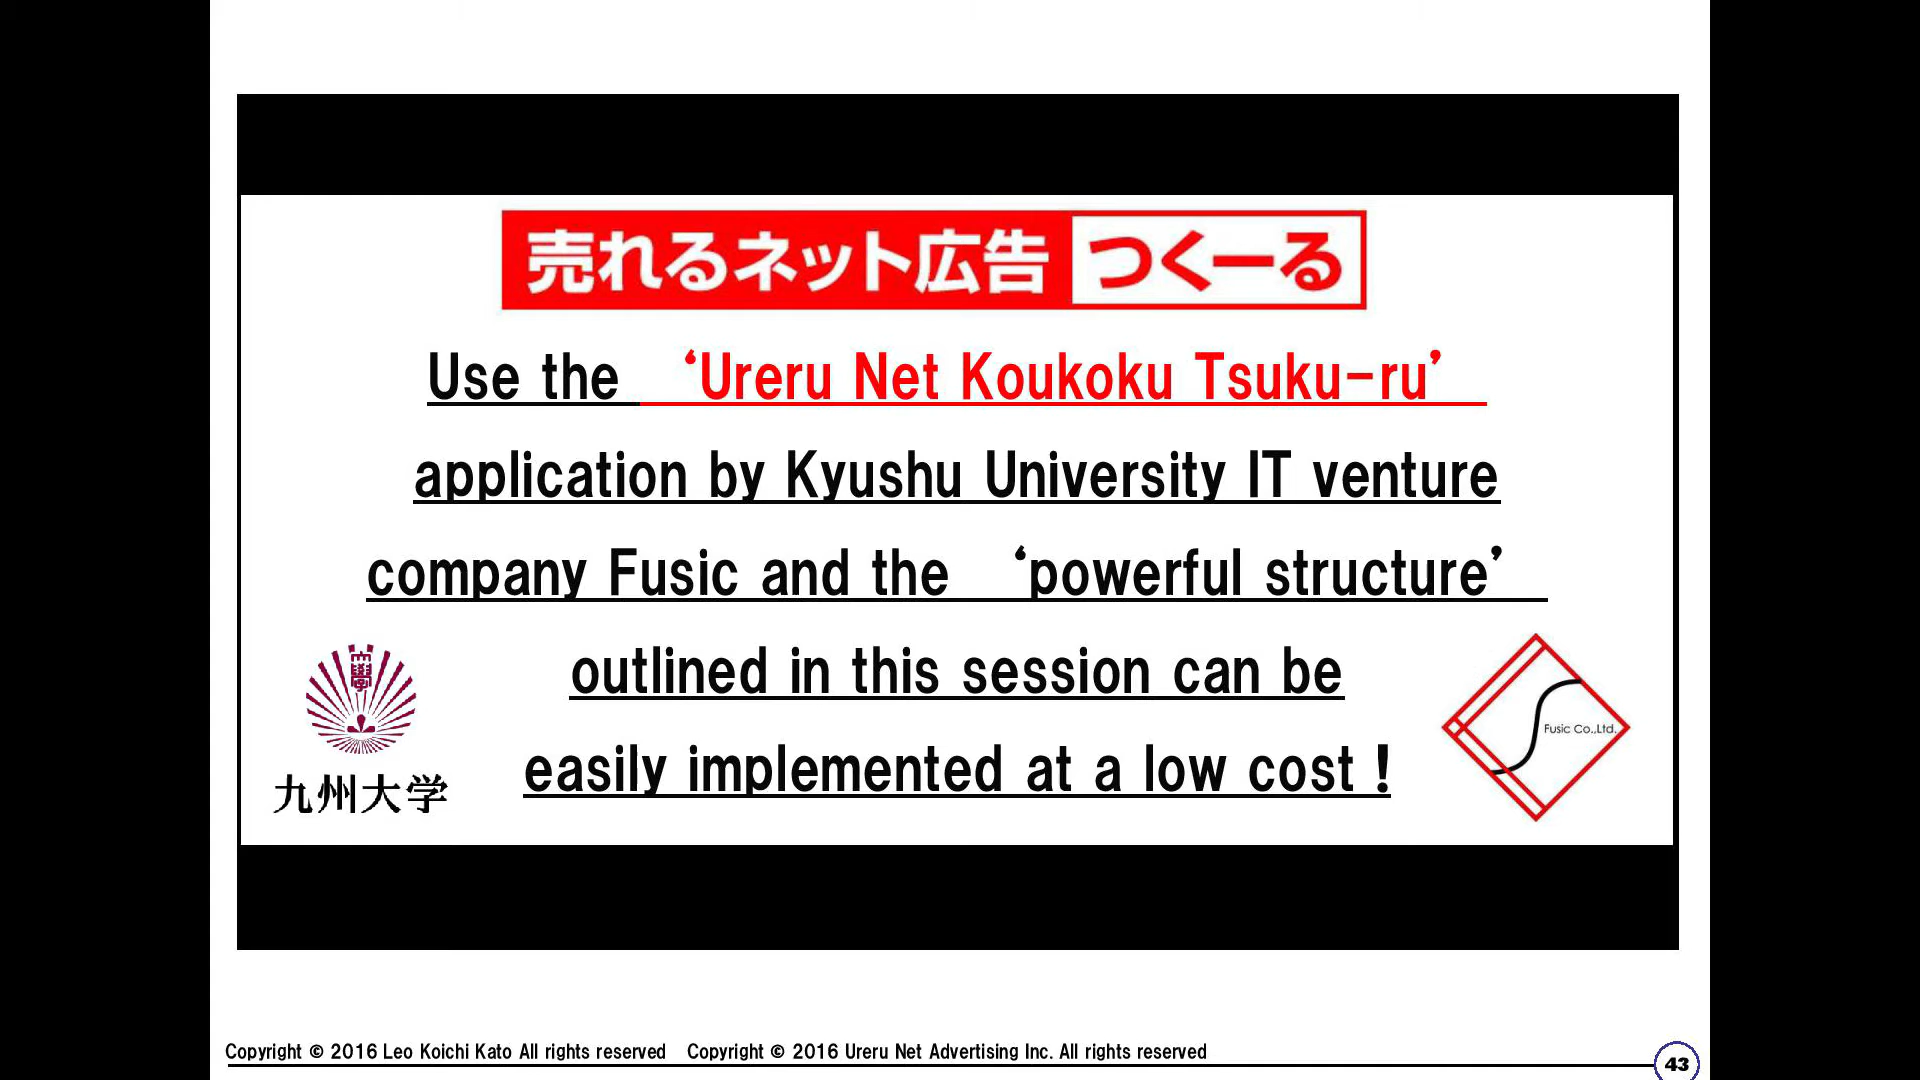 売れるネット広告 つくーる
Use the ‘Ureru Net Koukoku Tsuku-ru’
application by Kyushu University IT venture
company Fusic and the ‘powerful structure’
outlined in this session can be
easily implemented at a low cost！
九州大学
Fusic Co.,Ltd.
Copyright © 2016 Leo Koichi Kato All rights reserved Copyright © 2016 Ureru Net Advertising Inc. All rights reserved
43